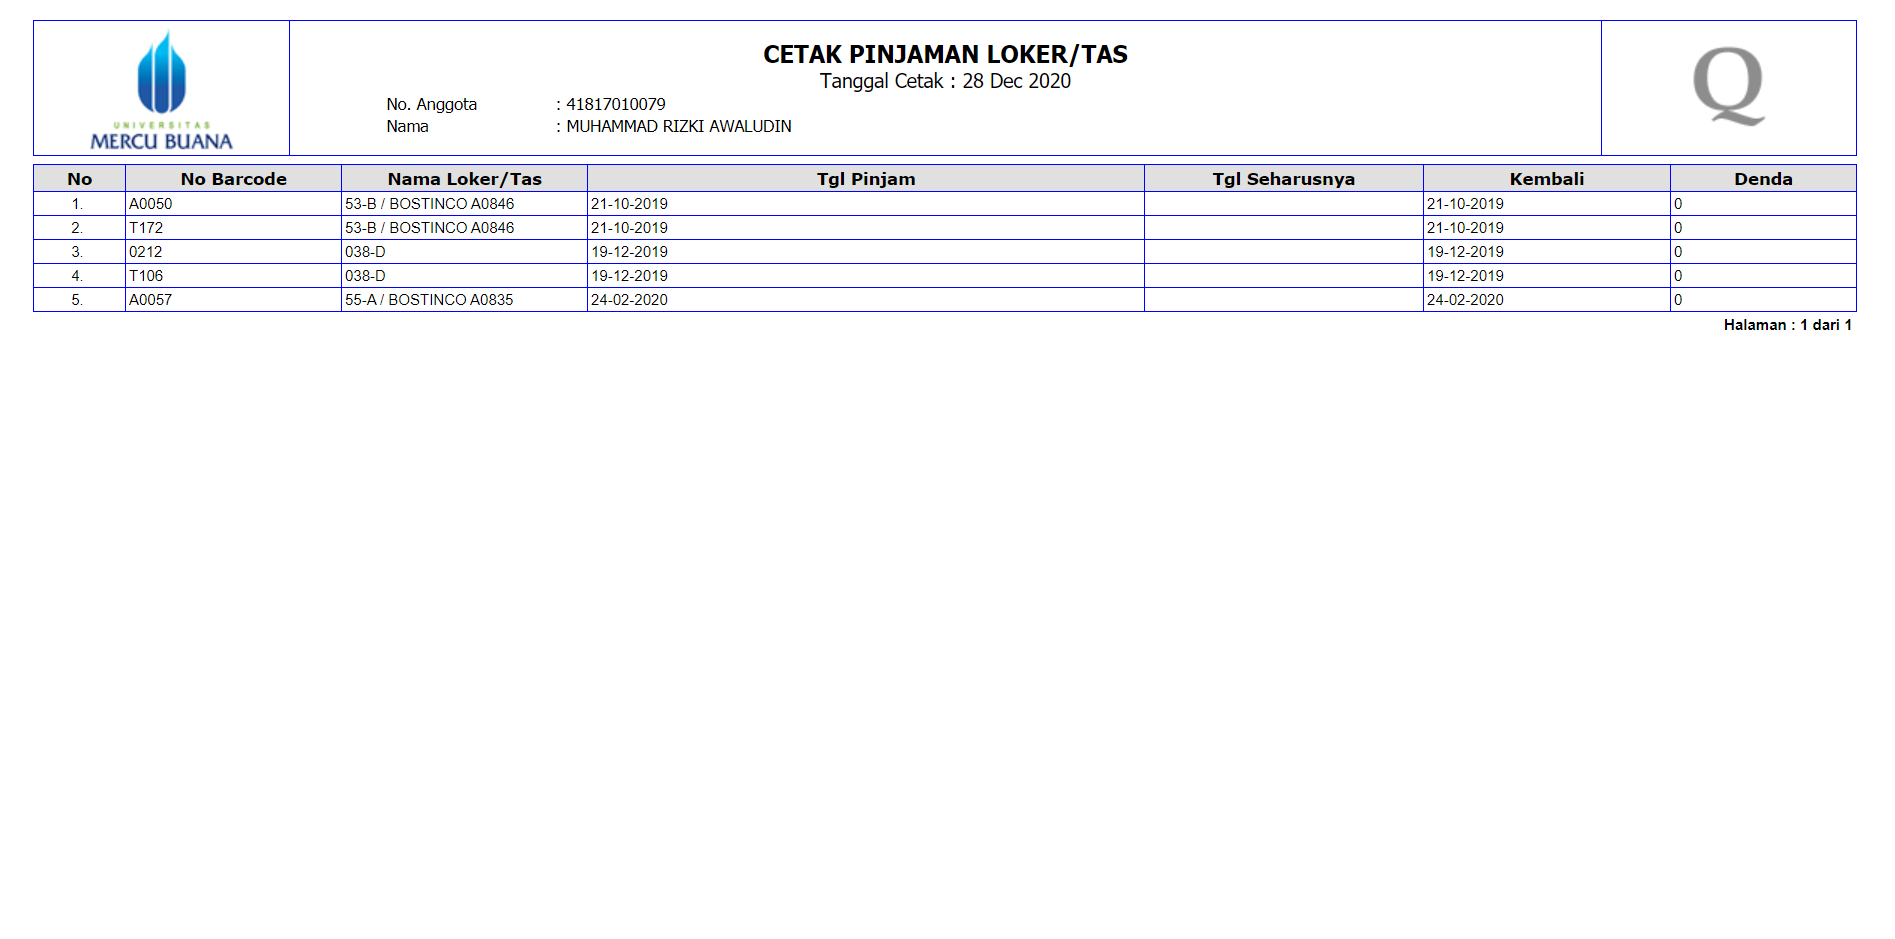 UNIVERSITAS
MERCU BUANA
CETAK PINJAMAN LOKER/TAS
Tanggal Cetak : 28 Dec 2020
No. Anggota : 41817010079
Nama : MUHAMMAD RIZKI AWALUDIN
Q
No No Barcode Nama Loker/Tas Tgl Pinjam Tgl Seharusnya Kembali Denda
1. A0050 53-B / BOSTINCO A0846 21-10-2019 21-10-2019 0
2. T172 53-B / BOSTINCO A0846 21-10-2019 21-10-2019 0
3. 0212 038-D 19-12-2019 19-12-2019 0
4. T106 038-D 19-12-2019 19-12-2019 0
5. A0057 55-A / BOSTINCO A0835 24-02-2020 24-02-2020 0
Halaman : 1 dari 1